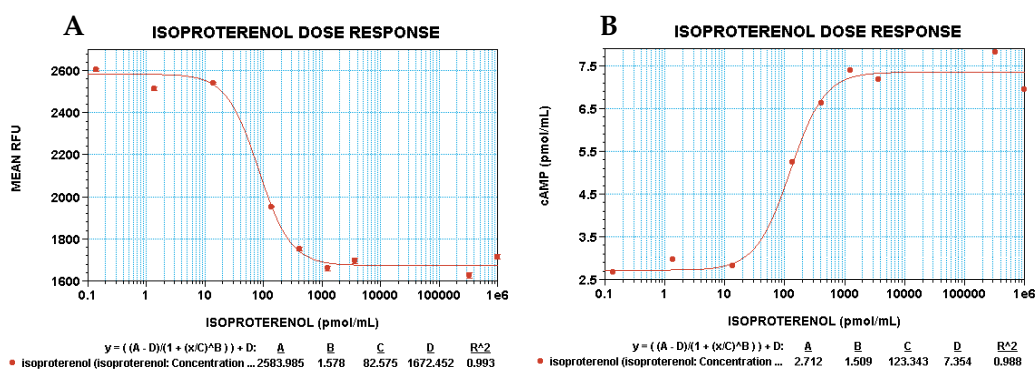 A
ISOPROTERENOL DOSE RESPONSE
2600
2400
2200
2000
1800
1600
MEAN RFU
0.1 1 10 100 1000 10000 100000 1e6
ISOPROTERENOL (pmol/mL)
y = ( (A - D)/(1 + (x/C)^B ) ) + D: A B C D R^2
isoproterenol (isoproterenol: Concentration ... 2583.985 1.578 82.575 1672.452 0.993
B
ISOPROTERENOL DOSE RESPONSE
7.5
6.5
5.5
4.5
3.5
2.5
cAMP (pmol/mL)
0.1 1 10 100 1000 10000 100000 1e6
ISOPROTERENOL (pmol/mL)
y = ( (A - D)/(1 + (x/C)^B ) ) + D: A B C D R^2
isoproterenol (isoproterenol: Concentration ... 2.712 1.509 123.343 7.354 0.988